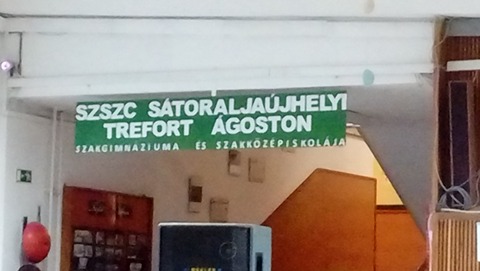 SZSZC SÁTORALJAÚJHELYI
TREFORT ÁGOSTON
SZAKGIMNÁZIUMA ÉS SZAKKÖZÉPISKOLÁJA